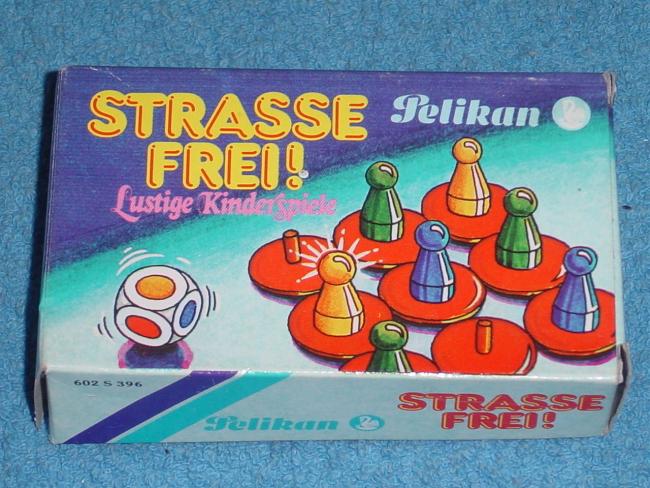 STRASSE
FREI!
Pelikan
Lustige Kinderspiele
602 S 396
Pelikan
STRASSE
FREI!